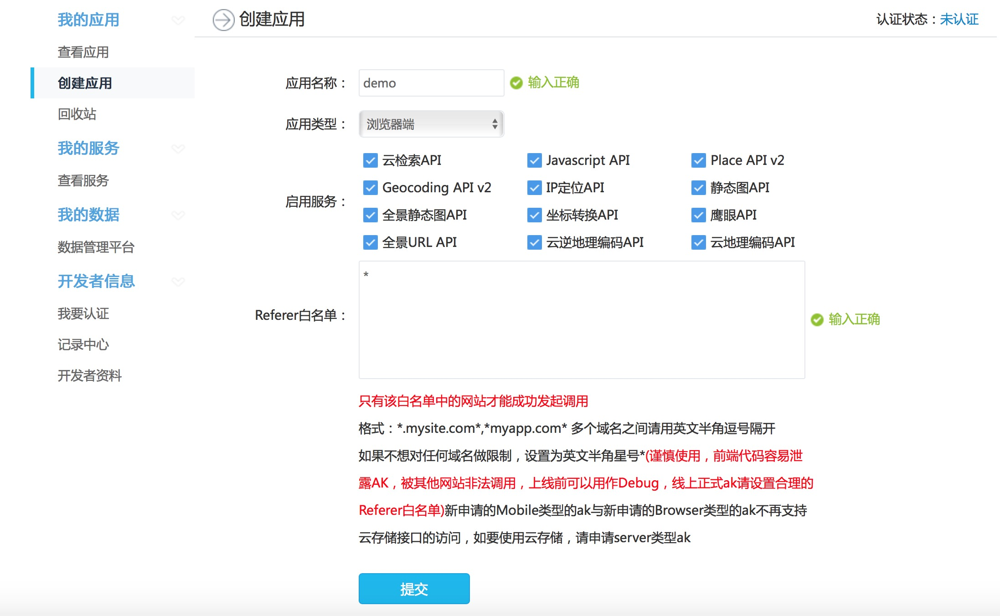 我的应用
查看应用
创建应用
回收站
我的服务
查看服务
我的数据
数据管理平台
开发者信息
我要认证
记录中心
开发者资料
创建应用
认证状态：未认证
应用名称： demo 输入正确
应用类型： 浏览器端
启用服务：
云检索API Javascript API Place API v2
Geocoding API v2 IP定位API 静态图API
全景静态图API 坐标转换API 鹰眼API
全景URL API 云逆地理编码API 云地理编码API
Referer白名单： * 输入正确
只有该白名单中的网站才能成功发起调用
格式：*.mysite.com*,*myapp.com* 多个域名之间请用英文半角逗号隔开
如果不想对任何域名做限制，设置为英文半角星号*(谨慎使用，前端代码容易泄
露AK，被其他网站非法调用，上线前可以用作Debug，线上正式ak请设置合理的
Referer白名单)新申请的Mobile类型的ak与新申请的Browser类型的ak不再支持
云存储接口的访问，如要使用云存储，请申请server类型ak
提交